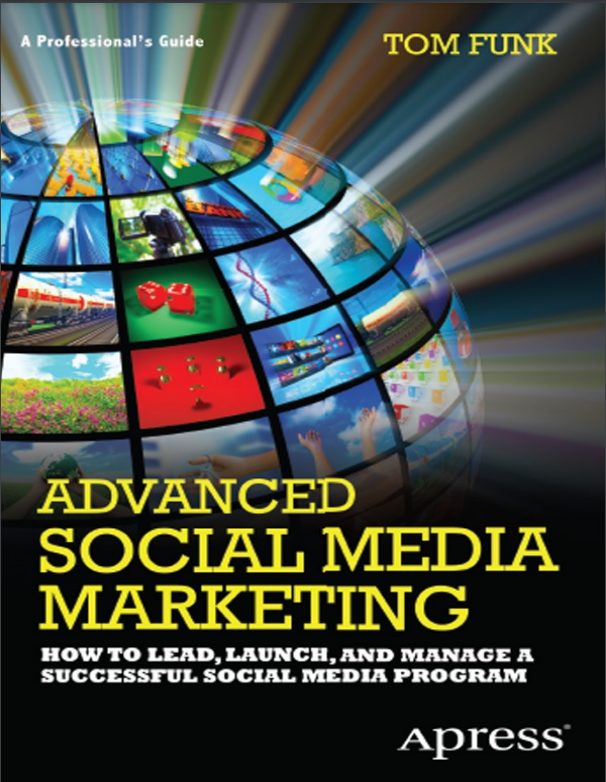 A Professional's Guide
TOM FUNK
BANK
ADVANCED
SOCIAL MEDIA
MARKETING
HOW TO LEAD, LAUNCH, AND MANAGE A
SUCCESSFUL SOCIAL MEDIA PROGRAM
Apress®